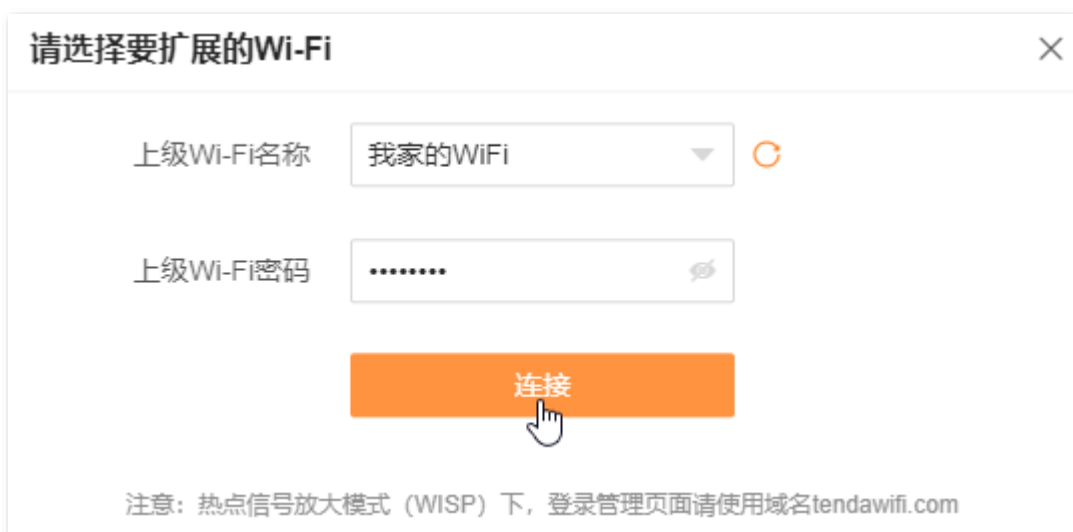 请选择要扩展的Wi-Fi
上级Wi-Fi名称 我家的WiFi
上级Wi-Fi密码 ••••••••
连接
注意：热点信号放大模式（WISP）下，登录管理页面请使用域名tendawifi.com